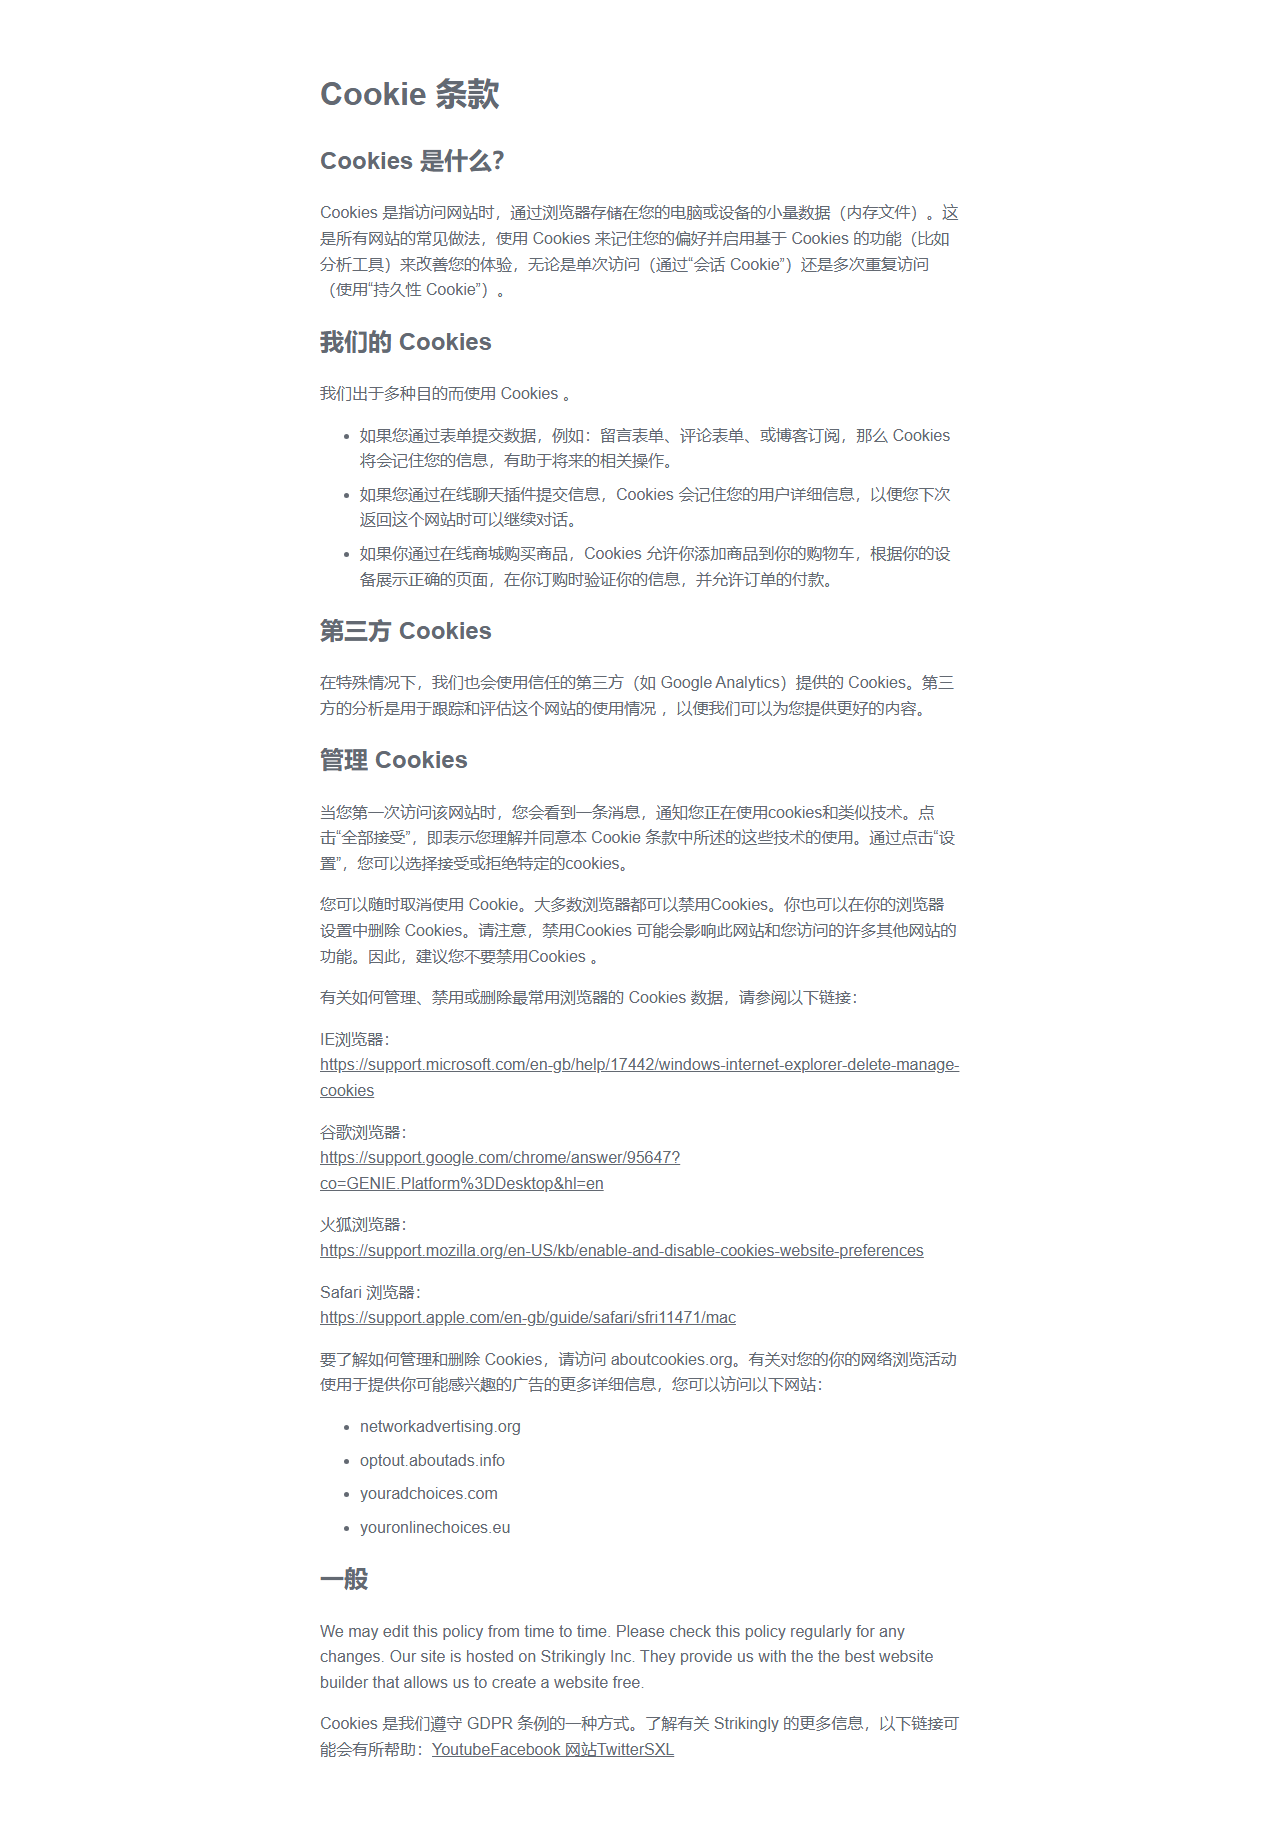 Cookie 条款
Cookies 是什么？
Cookies 是指访问网站时，通过浏览器存储在您的电脑或设备的小量数据（内存文件）。这
是所有网站的常见做法，使用 Cookies 来记住您的偏好并启用基于 Cookies 的功能（比如
分析工具）来改善您的体验，无论是单次访问（通过“会话 Cookie”）还是多次重复访问
（使用“持久性 Cookie”）。
我们的 Cookies
我们出于多种目的而使用 Cookies 。
• 如果您通过表单提交数据，例如：留言表单、评论表单、或博客订阅，那么 Cookies
将会记住您的信息，有助于将来的相关操作。
• 如果您通过在线聊天插件提交信息，Cookies 会记住您的用户详细信息，以便您下次
返回这个网站时可以继续对话。
• 如果你通过在线商城购买商品，Cookies 允许你添加商品到你的购物车，根据你的设
备展示正确的页面，在你订购时验证你的信息，并允许订单的付款。
第三方 Cookies
在特殊情况下，我们也会使用信任的第三方（如 Google Analytics）提供的 Cookies。第三
方的分析是用于跟踪和评估这个网站的使用情况 ，以便我们可以为您提供更好的内容。
管理 Cookies
当您第一次访问该网站时，您会看到一条消息，通知您正在使用cookies和类似技术。点
击“全部接受”，即表示您理解并同意本 Cookie 条款中所述的这些技术的使用。通过点击“设
置”，您可以选择接受或拒绝特定的cookies。
您可以随时取消使用 Cookie。大多数浏览器都可以禁用Cookies。你也可以在你的浏览器
设置中删除 Cookies。请注意，禁用Cookies 可能会影响此网站和您访问的许多其他网站的
功能。因此，建议您不要禁用Cookies 。
有关如何管理、禁用或删除最常用浏览器的 Cookies 数据，请参阅以下链接：
IE浏览器：
https://support.microsoft.com/en-gb/help/17442/windows-internet-explorer-delete-manage-
cookies
谷歌浏览器：
https://support.google.com/chrome/answer/95647?
co=GENIE.Platform%3DDesktop&hl=en
火狐浏览器：
https://support.mozilla.org/en-US/kb/enable-and-disable-cookies-website-preferences
Safari 浏览器：
https://support.apple.com/en-gb/guide/safari/sfri11471/mac
要了解如何管理和删除 Cookies，请访问 aboutcookies.org。有关对您的你的网络浏览活动
使用于提供你可能感兴趣的广告的更多详细信息，您可以访问以下网站：
• networkadvertising.org
• optout.aboutads.info
• youradchoices.com
• youronlinechoices.eu
一般
We may edit this policy from time to time. Please check this policy regularly for any
changes. Our site is hosted on Strikingly Inc. They provide us with the the best website
builder that allows us to create a website free.
Cookies 是我们遵守 GDPR 条例的一种方式。了解有关 Strikingly 的更多信息，以下链接可
能会有所帮助：YoutubeFacebook 网站TwitterSXL